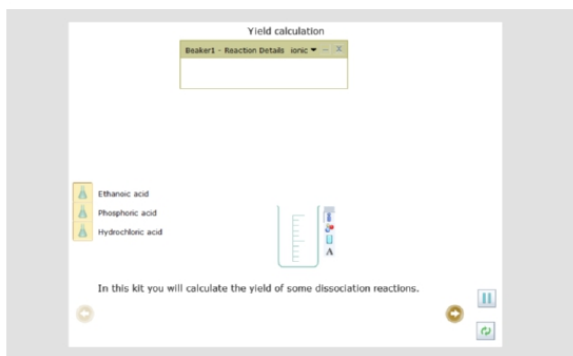 Yield calculation
Beaker1 - Reaction Details ionic
Ethanoic acid
Phosphoric acid
Hydrochloric acid
A
In this kit you will calculate the yield of some dissociation reactions.